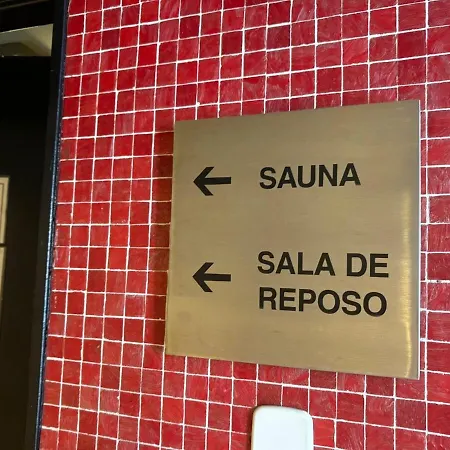 ← SAUNA
← SALA DE
REPOSO